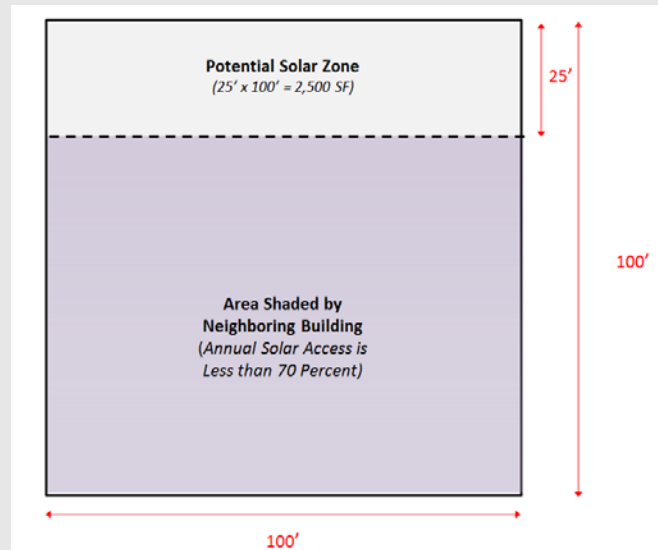 Potential Solar Zone
(25' x 100' = 2,500 SF)
25'
100'
Area Shaded by
Neighboring Building
(Annual Solar Access is
Less than 70 Percent)
100'